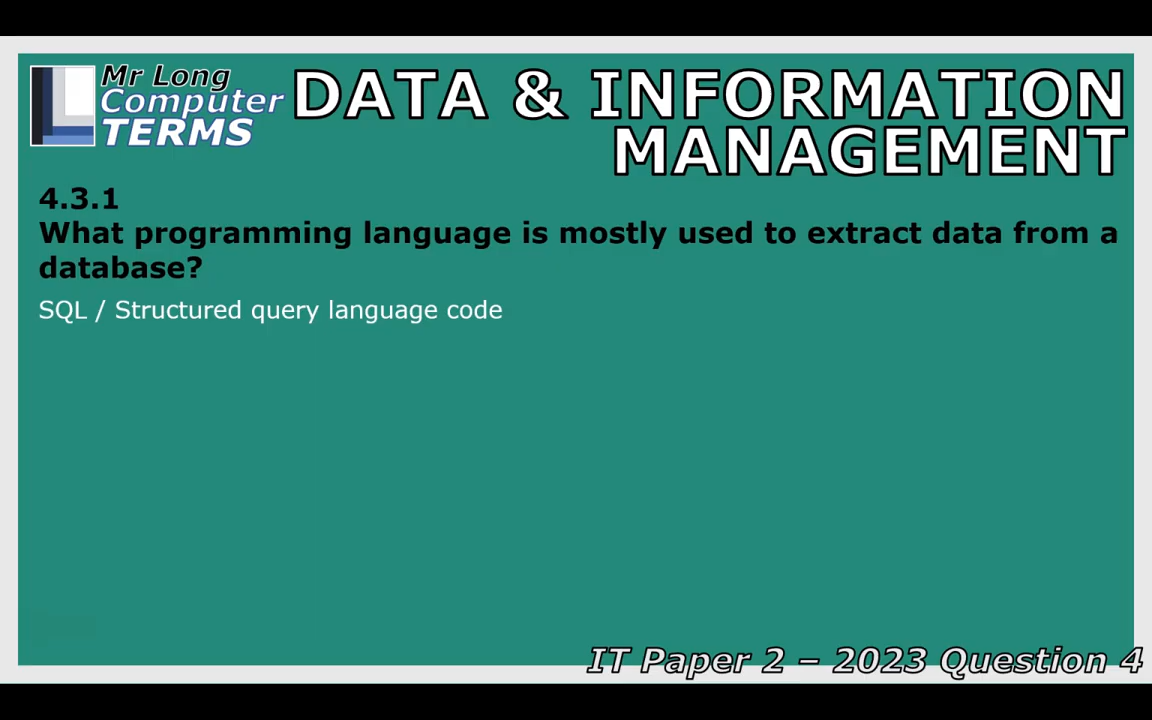 Mr Long
Computer
TERMS
DATA & INFORMATION
MANAGEMENT
4.3.1
What programming language is mostly used to extract data from a
database?
SQL / Structured query language code
IT Paper 2 – 2023 Question 4